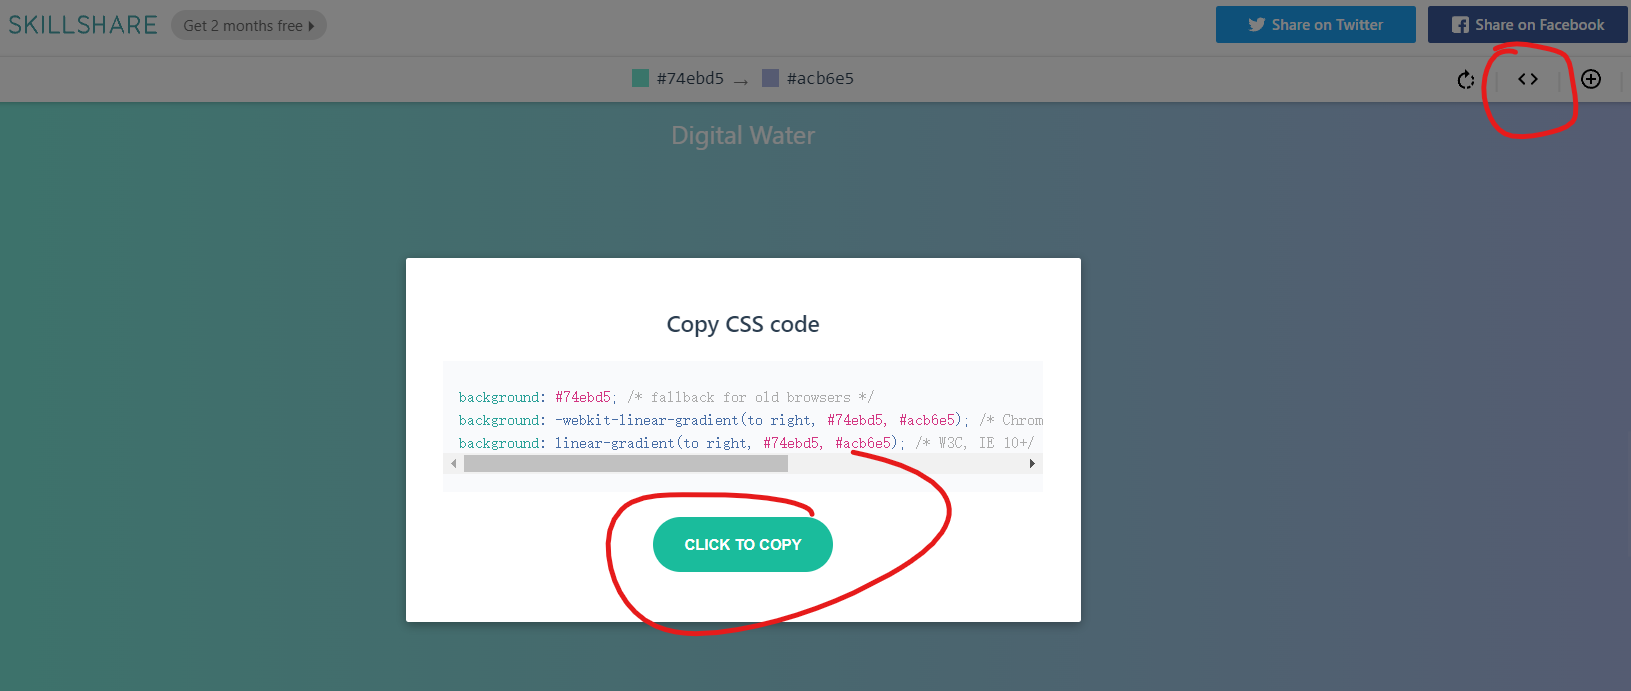 SKILLSHARE Get 2 months free Share on Twitter Share on Facebook
#74ebd5 → #acb6e5 < >
Digital Water
Copy CSS code
background: #74ebd5; /* fallback for old browsers */
background: -webkit-linear-gradient(to right, #74ebd5, #acb6e5); /* Chrom
background: linear-gradient(to right, #74ebd5, #acb6e5); /* W3C, IE 10+/
CLICK TO COPY